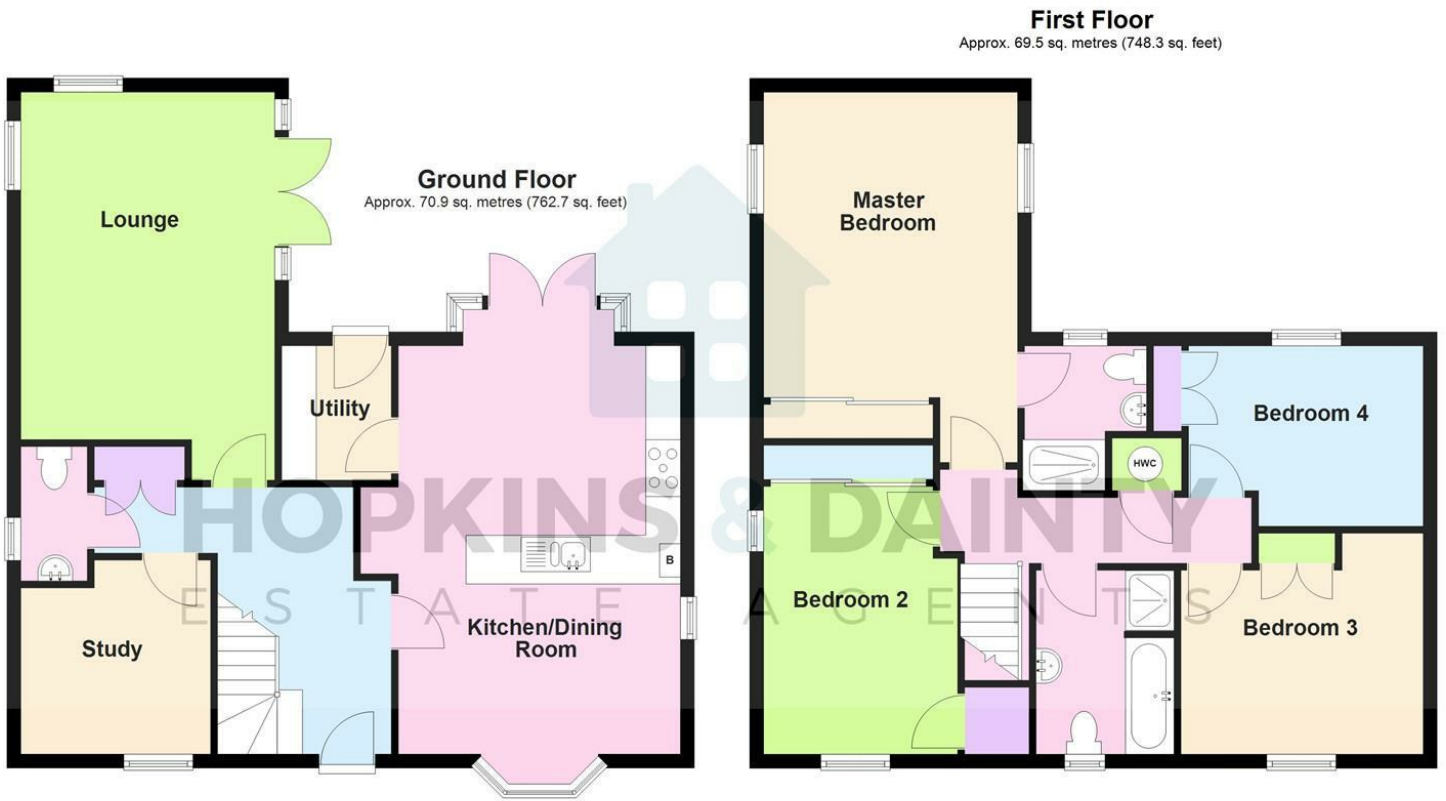 First Floor
Approx. 69.5 sq. metres (748.3 sq. feet)
Ground Floor
Approx. 70.9 sq. metres (762.7 sq. feet)
Lounge
Utility
Study
Kitchen/Dining
Room
B
Master
Bedroom
Bedroom 4
HWC
Bedroom 2
Bedroom 3
HOPKINS & DAINTY
ESTATE AGENTS